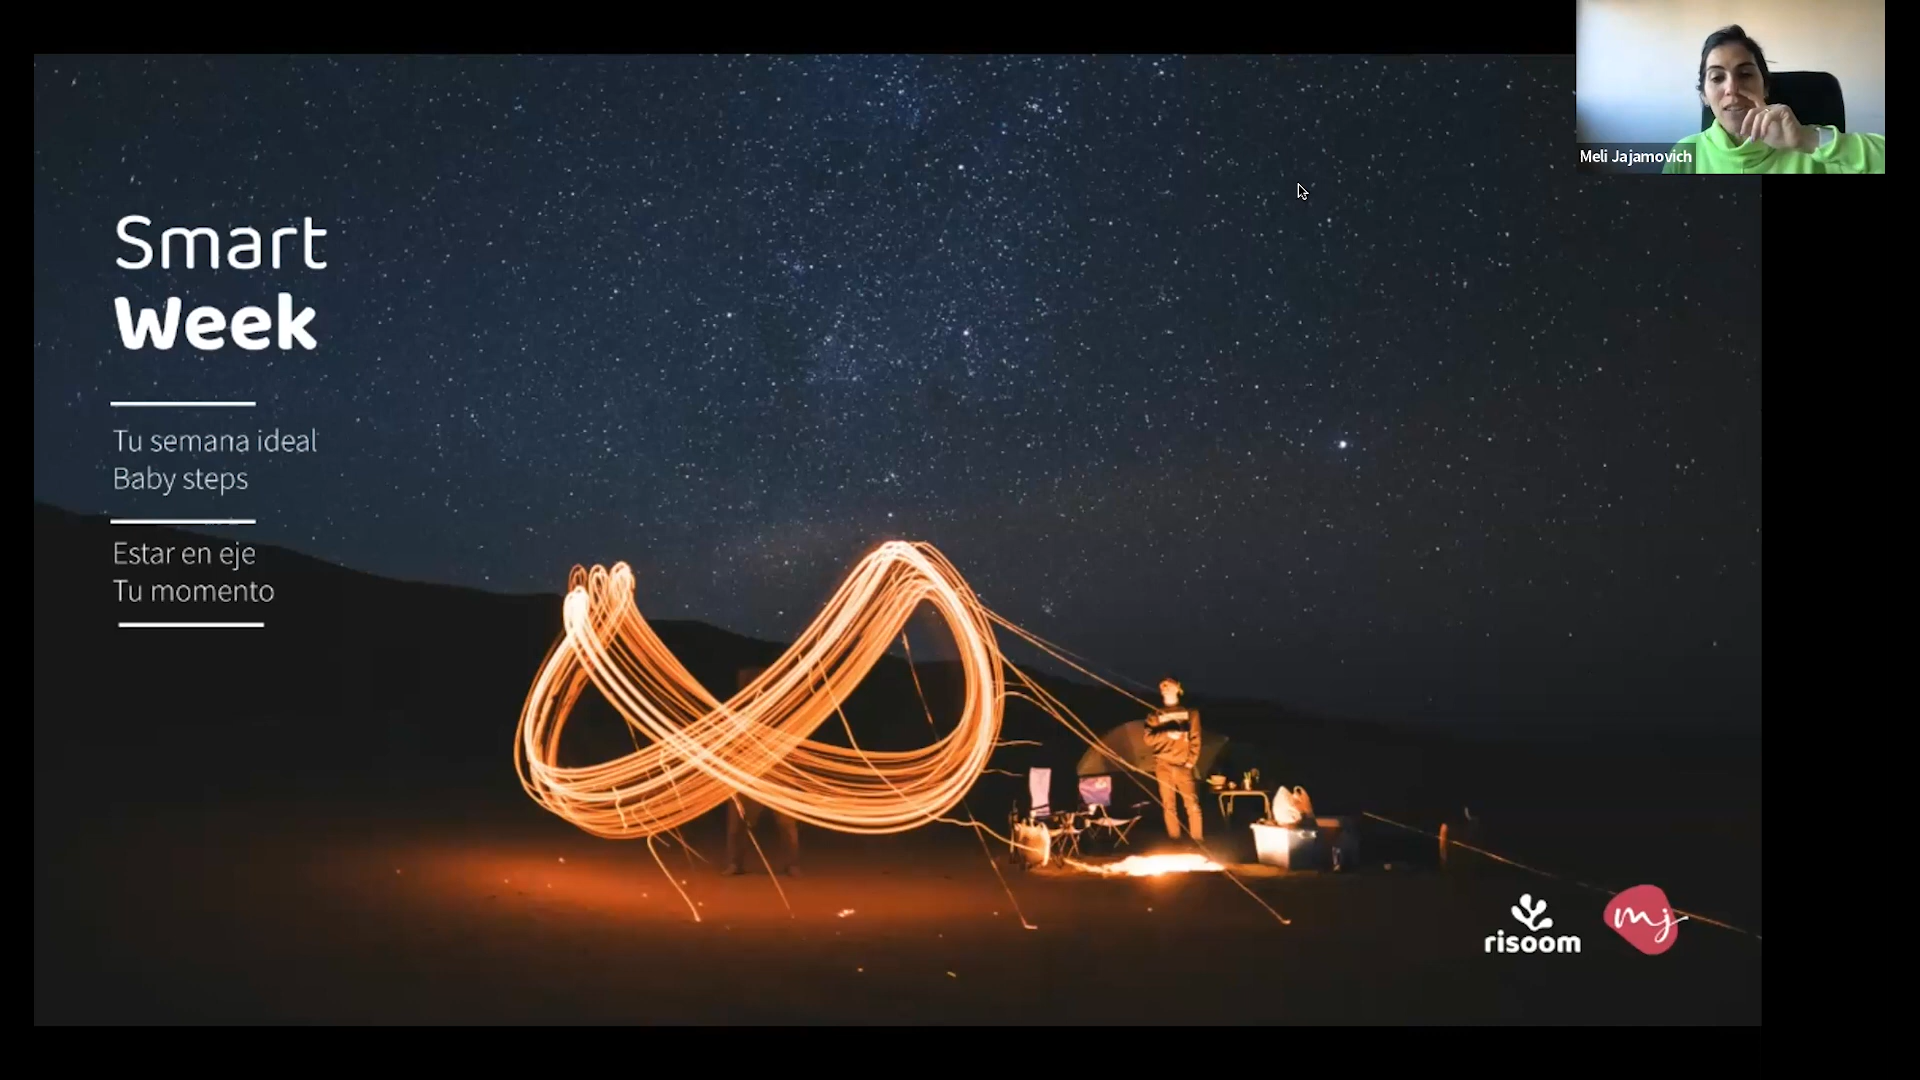 Meli Jajamovich
Smart
Week
Tu semana ideal
Baby steps
Estar en eje
Tu momento
risoom
mj